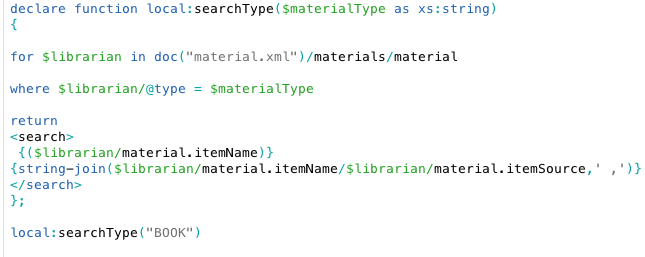 declare function local:searchType($materialType as xs:string)
{
for $librarian in doc("material.xml")/materials/material
where $librarian/@type = $materialType
return
<search>
{($librarian/material.itemName)}
{string-join($librarian/material.itemName/$librarian/material.itemSource,' ,')}
</search>
};
local:searchType("BOOK")